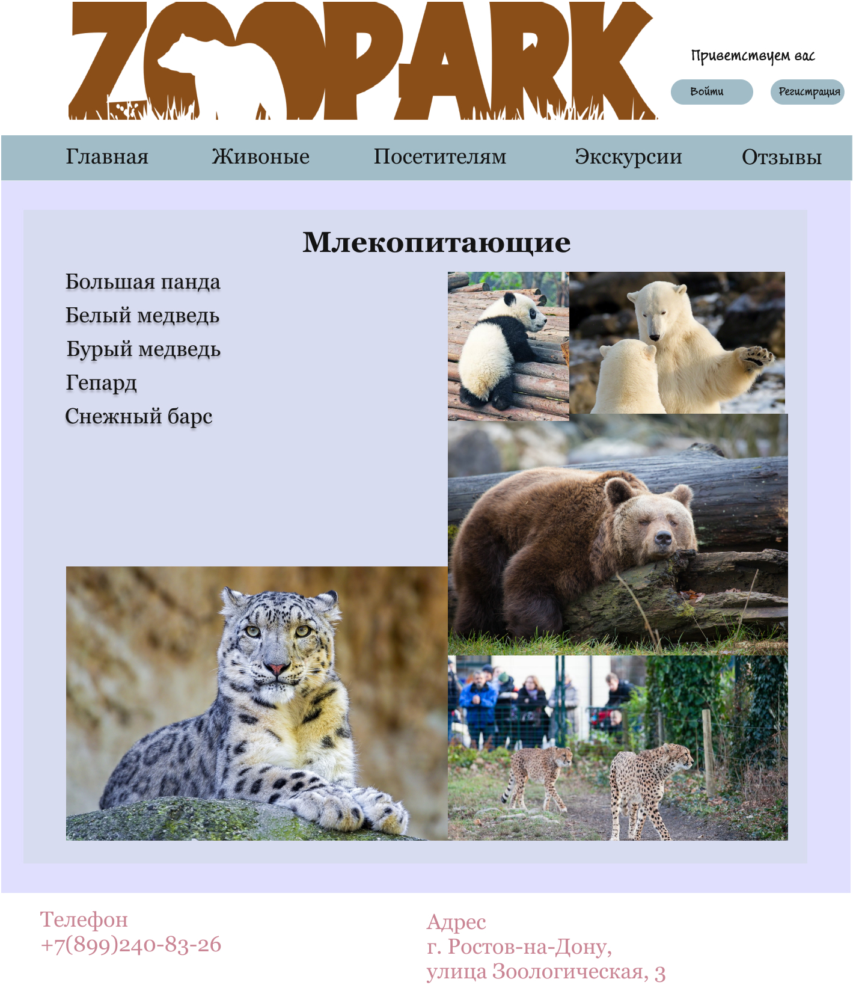 ZOOPARK
Приветствуем вас
Войти
Регистрация
Главная
Живоные
Посетителям
Экскурсии
Отзывы
Млекопитающие
Большая панда
Белый медведь
Бурый медведь
Гепард
Снежный барс
Телефон
+7(899)240-83-26
Адрес
г. Ростов-на-Дону,
улица Зоологическая, 3